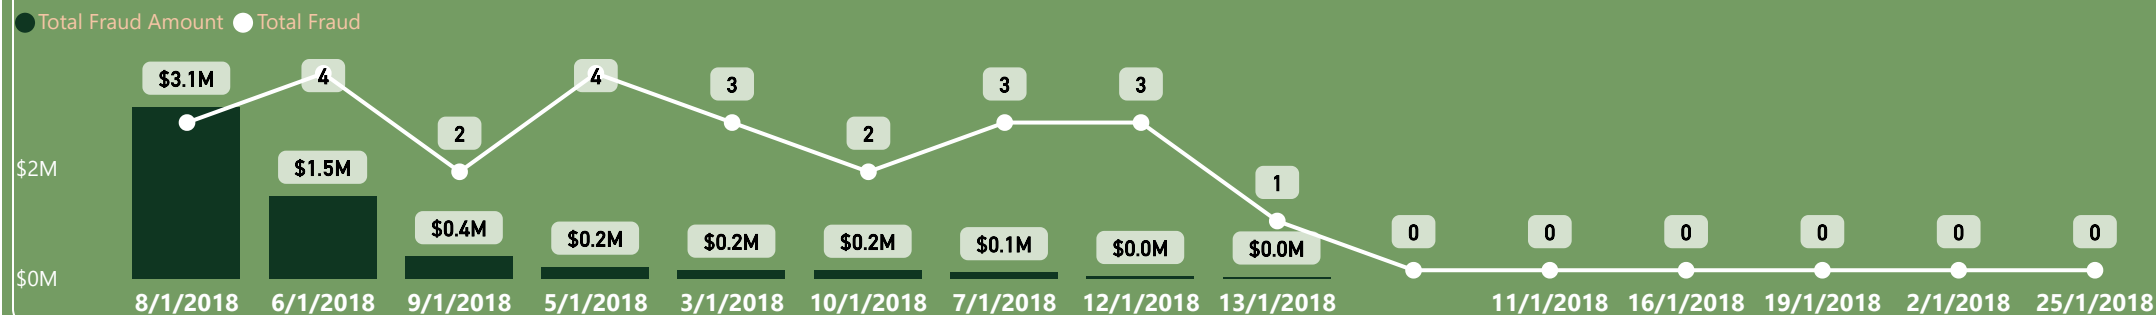 Total Fraud Amount Total Fraud
$3.1M 4 4 3 3 3
2 2
$2M $1.5M
1
$0.4M $0.2M $0.2M $0.2M $0.1M $0.0M $0.0M 0 0 0 0 0 0
$0M
8/1/2018 6/1/2018 9/1/2018 5/1/2018 3/1/2018 10/1/2018 7/1/2018 12/1/2018 13/1/2018 11/1/2018 16/1/2018 19/1/2018 2/1/2018 25/1/2018